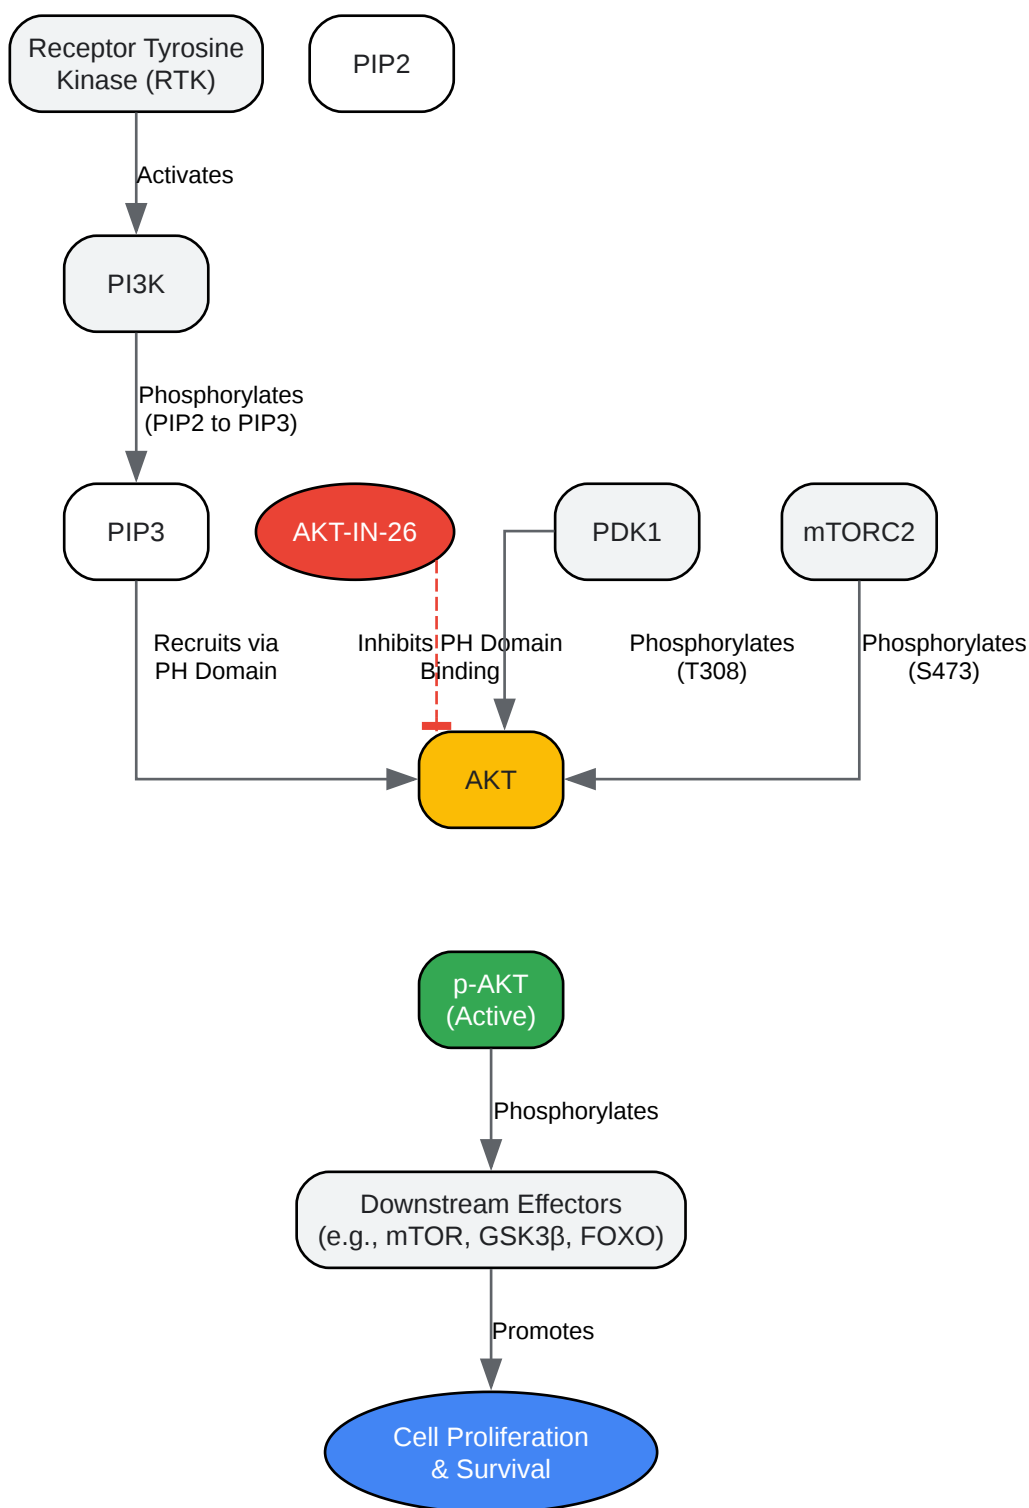 Receptor Tyrosine
Kinase (RTK)
PIP2
Activates
PI3K
Phosphorylates
(PIP2 to PIP3)
PIP3
AKT-IN-26
PDK1
mTORC2
Recruits via
PH Domain
Inhibits PH Domain
Binding
Phosphorylates
(T308)
Phosphorylates
(S473)
AKT
p-AKT
(Active)
Phosphorylates
Downstream Effectors
(e.g., mTOR, GSK3β, FOXO)
Promotes
Cell Proliferation
& Survival